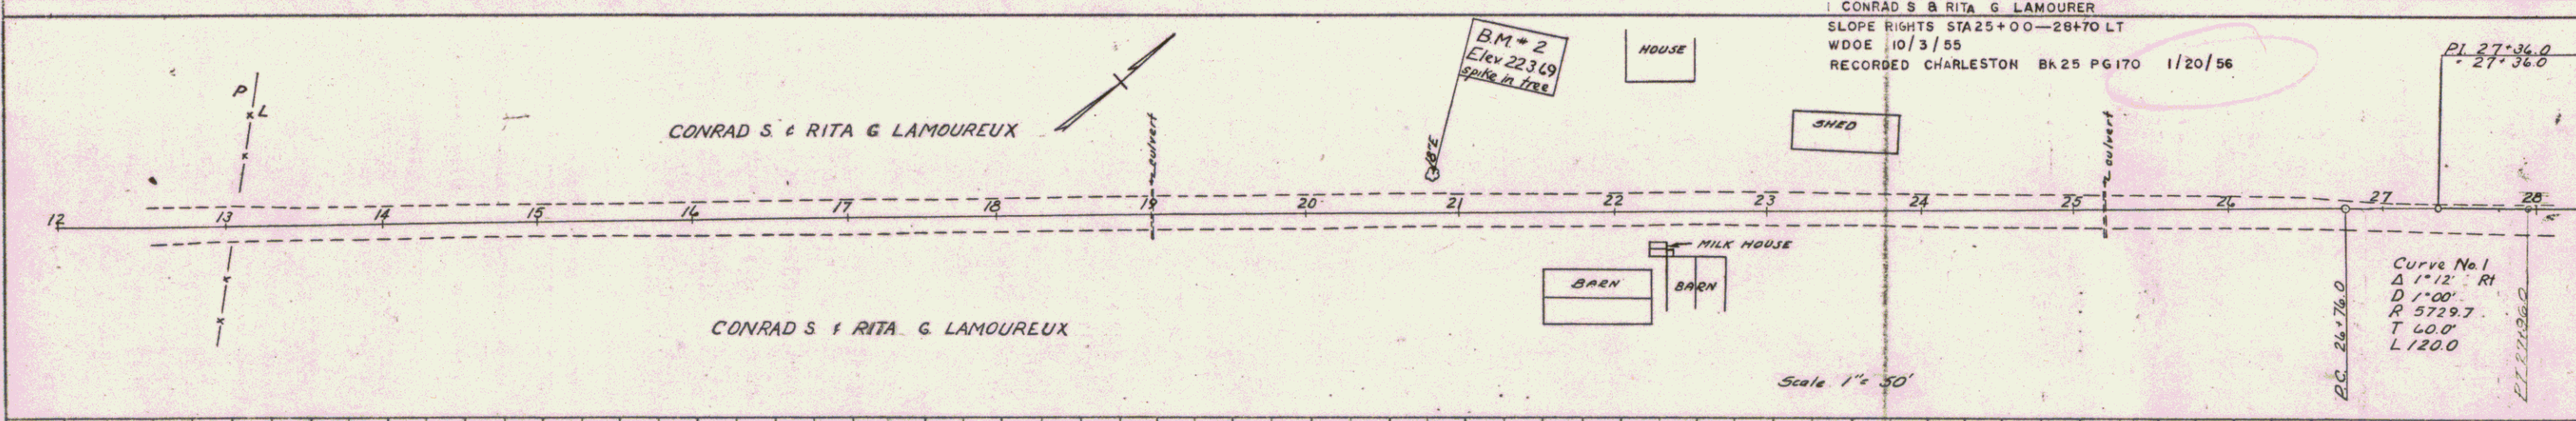 1 CONRAD S & RITA G LAMOURER
SLOPE RIGHTS STA 25+00—28+70 LT
WDOE 10/3/55
RECORDED CHARLESTON BK 25 PG 170 1/20/56
B.M. # 2
Elev 223.69
spike in tree
HOUSE
P.I. 27+36.0
27+36.0
P L
CONRAD S. & RITA G LAMOUREUX
culvert
18"E
SHED
culvert
12 13 14 15 16 17 18 19 20 21 22 23 24 25 26 27 28
MILK HOUSE
BARN
BARN
CONRAD S & RITA G LAMOUREUX
Scale 1"= 50'
P.C. 26+76.0
Curve No. 1
Δ 1°12' Rt
D 1°00'
R 5729.7
T 60.0'
L 120.0
P.T. 27+96.0